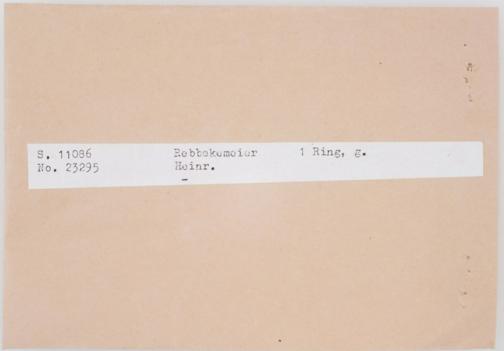 S. 11086 Rebbekemeier 1 Ring, g.
No. 23295 Heinr.
-